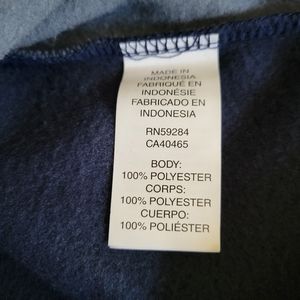 MADE IN
INDONESIA
FABRIQUÉ EN
INDONÉSIE
FABRICADO EN
INDONESIA
RN59284
CA40465
BODY:
100% POLYESTER
CORPS:
100% POLYESTER
CUERPO:
100% POLIÉSTER